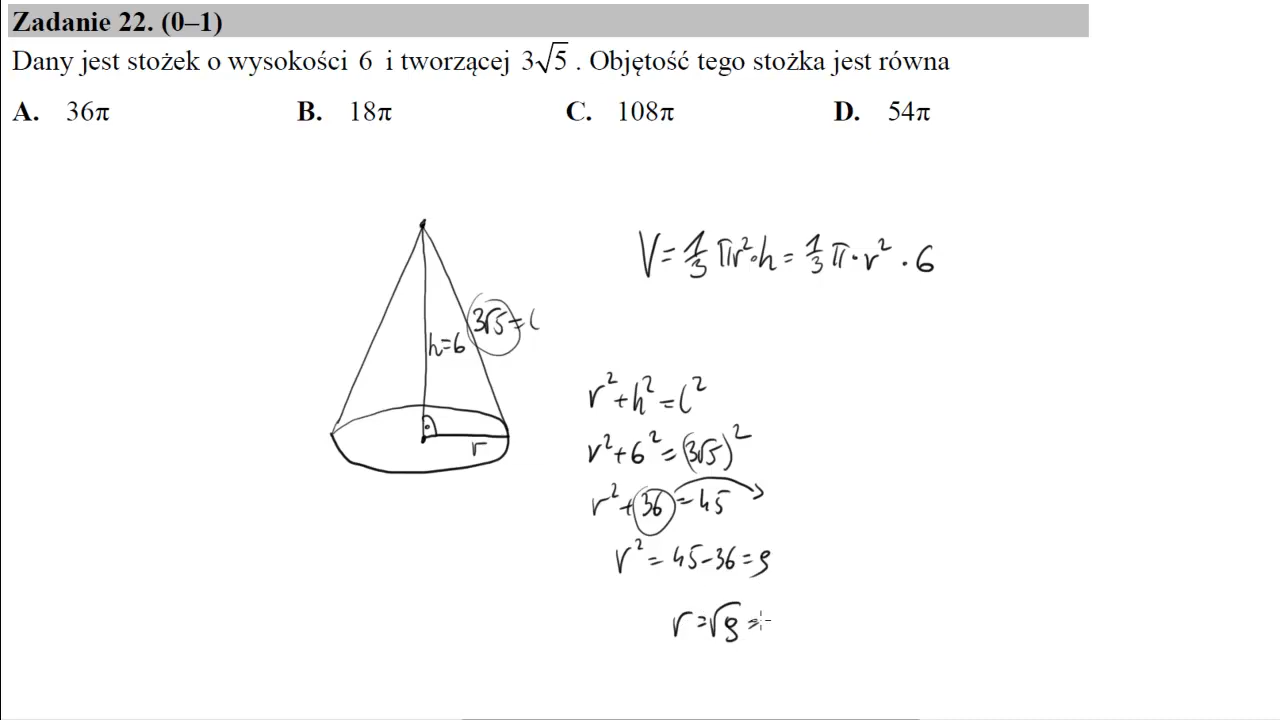 Zadanie 22. (0–1)
Dany jest stożek o wysokości 6 i tworzącej 3√5 . Objętość tego stożka jest równa
A. 36π B. 18π C. 108π D. 54π
V = 1/3 πr²·h = 1/3 π · r² · 6
3√5 = l
h=6
r
r² + h² = l²
r² + 6² = (3√5)²
r² + 36 = 45
r² = 45-36 = 9
r = √9 =